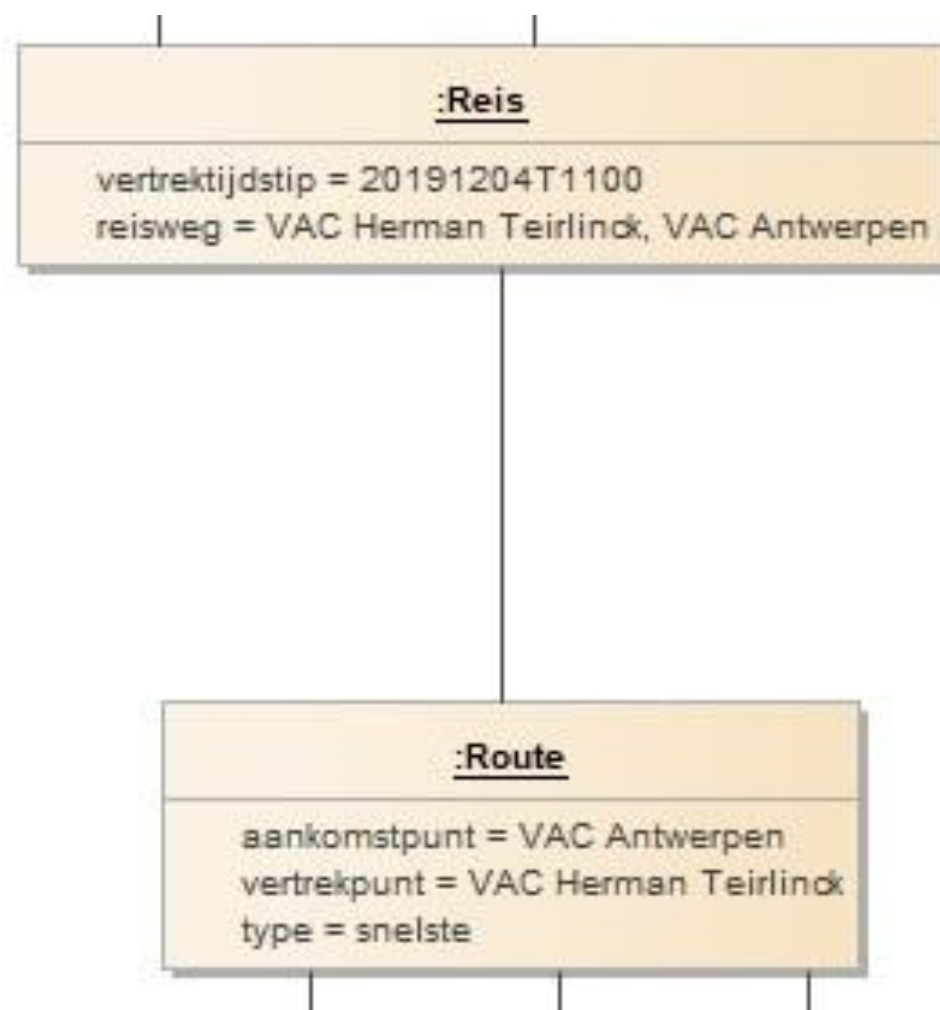 :Reis
vertrektijdstip = 20191204T1100
reisweg = VAC Herman Teirlinck, VAC Antwerpen
:Route
aankomstpunt = VAC Antwerpen
vertrekpunt = VAC Herman Teirlinck
type = snelste